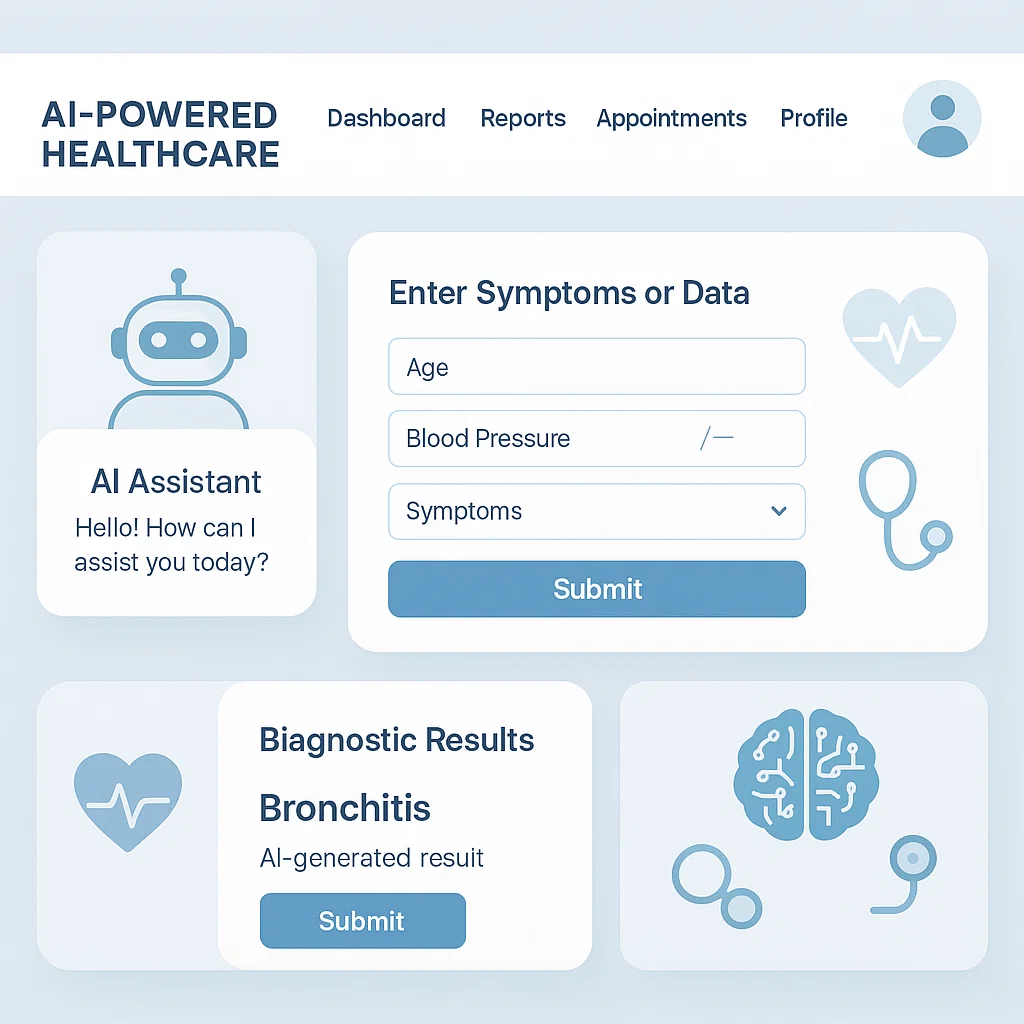 AI-POWERED
HEALTHCARE
Dashboard
Reports
Appointments
Profile
AI Assistant
Hello! How can I
assist you today?
Enter Symptoms or Data
Age
Blood Pressure /—
Symptoms
Submit
Biagnostic Results
Bronchitis
AI-generated resuit
Submit